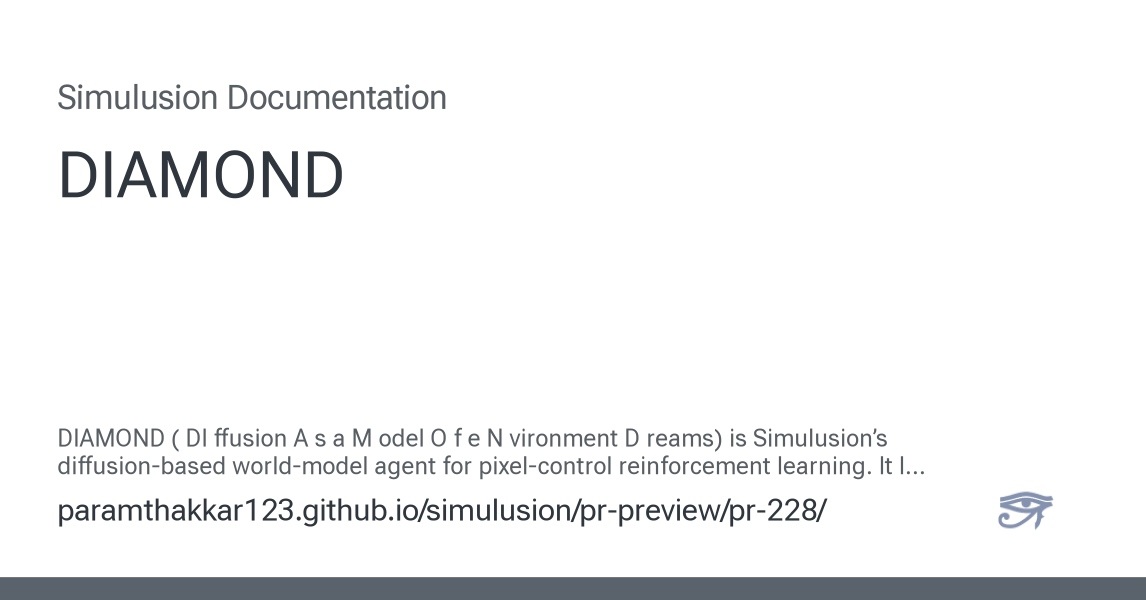 Simulusion Documentation
DIAMOND
DIAMOND ( DI ffusion A s a M odel O f e N vironment D reams) is Simulusion’s
diffusion-based world-model agent for pixel-control reinforcement learning. It l...
paramthakkar123.github.io/simulusion/pr-preview/pr-228/